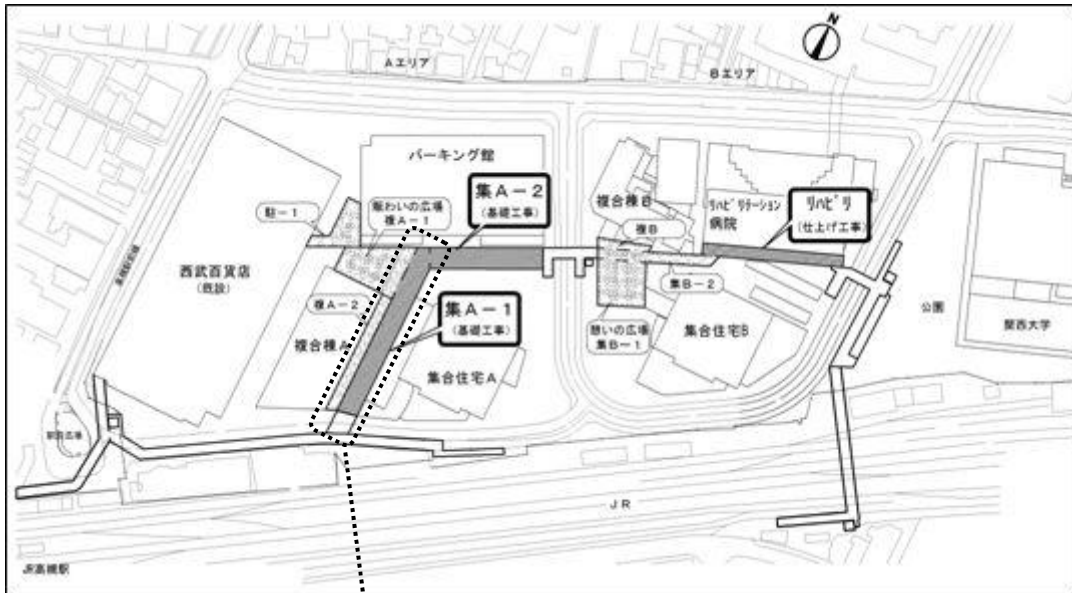 N
Aエリア
Bエリア
パーキング館
集A－2
(基礎工事)
賑わいの広場
複A－1
駐－1
複合棟B
複B
リハビリテーション
病院
リハビリ
(仕上げ工事)
西武百貨店
(既設)
複A－2
集A－1
(基礎工事)
複合棟A
集合住宅A
集B－2
憩いの広場
集B－1
集合住宅B
公園
関西大学
駅前広場
JR
JR高槻駅